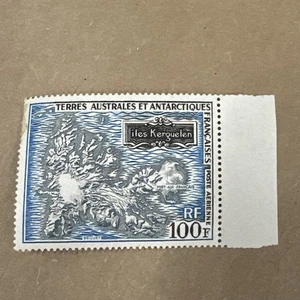 TERRES AUSTRALES ET ANTARCTIQUES
FRANÇAISES POSTE AERIENNE
Iles Kerguelen
RF
100F